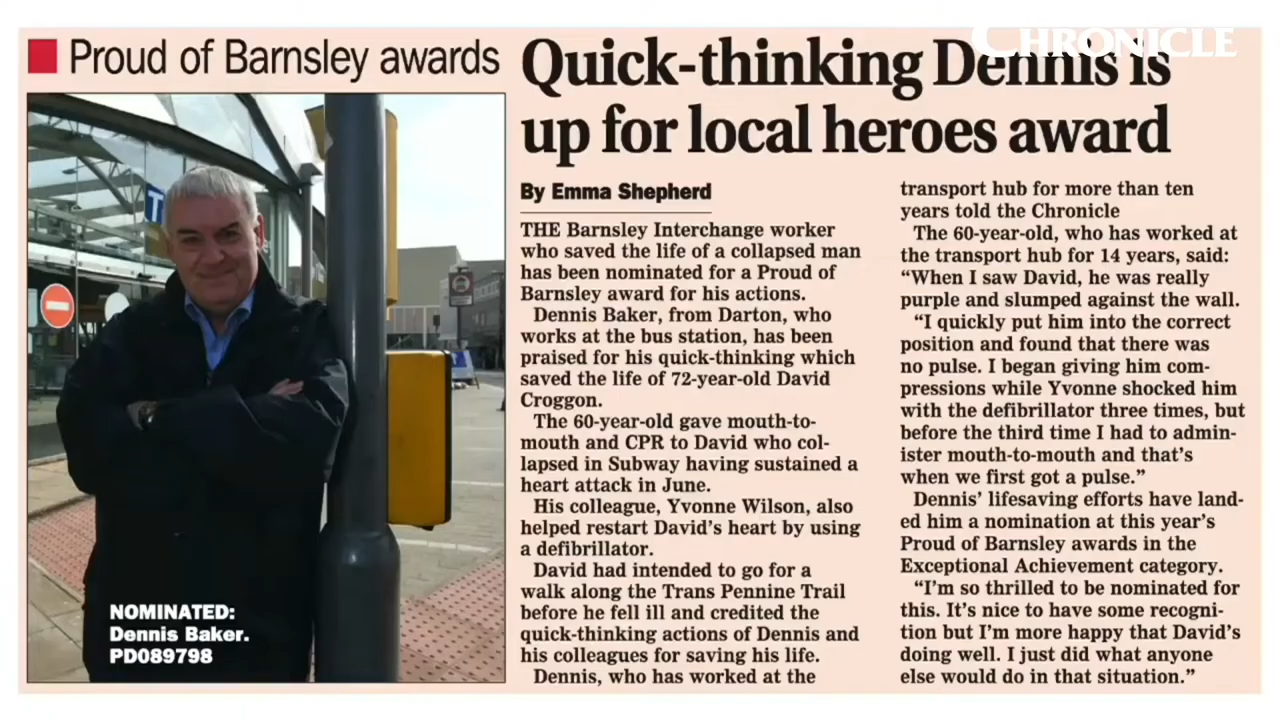 Proud of Barnsley awards
CHRONICLE
Quick-thinking Dennis is
up for local heroes award
By Emma Shepherd
THE Barnsley Interchange worker
who saved the life of a collapsed man
has been nominated for a Proud of
Barnsley award for his actions.
Dennis Baker, from Darton, who
works at the bus station, has been
praised for his quick-thinking which
saved the life of 72-year-old David
Croggon.
The 60-year-old gave mouth-to-
mouth and CPR to David who col-
lapsed in Subway having sustained a
heart attack in June.
His colleague, Yvonne Wilson, also
helped restart David's heart by using
a defibrillator.
David had intended to go for a
walk along the Trans Pennine Trail
before he fell ill and credited the
quick-thinking actions of Dennis and
his colleagues for saving his life.
Dennis, who has worked at the
transport hub for more than ten
years told the Chronicle
The 60-year-old, who has worked at
the transport hub for 14 years, said:
“When I saw David, he was really
purple and slumped against the wall.
“I quickly put him into the correct
position and found that there was
no pulse. I began giving him com-
pressions while Yvonne shocked him
with the defibrillator three times, but
before the third time I had to admin-
ister mouth-to-mouth and that's
when we first got a pulse.”
Dennis' lifesaving efforts have land-
ed him a nomination at this year's
Proud of Barnsley awards in the
Exceptional Achievement category.
“I'm so thrilled to be nominated for
this. It's nice to have some recogni-
tion but I'm more happy that David's
doing well. I just did what anyone
else would do in that situation.”
T
NOMINATED:
Dennis Baker.
PD089798